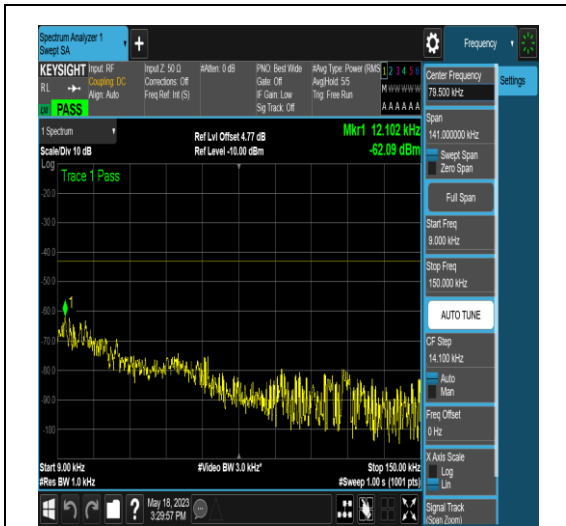 Spectrum Analyzer 1
Swept SA
+
Frequency
KEYSIGHT
RL
PASS
Input: RF
Coupling: DC
Align: Auto
Input Z: 50 Ω
Corrections: Off
Freq Ref: Int (S)
#Atten: 0 dB
PNO: Best Wide
Gate: Off
IF Gain: Low
Sig Track: Off
#Avg Type: Power (RMS)
Avg|Hold: 5/5
Trig: Free Run
1 2 3 4 5 6
M W W W W W
A A A A A A
1 Spectrum
Scale/Div 10 dB
Ref Lvl Offset 4.77 dB
Ref Level -10.00 dBm
Mkr1 12.102 kHz
-62.09 dBm
Log
Trace 1 Pass
-20.0
-30.0
-40.0
-50.0
-60.0
-70.0
-80.0
-90.0
-100
1
Start 9.00 kHz
#Res BW 1.0 kHz
#Video BW 3.0 kHz*
Stop 150.00 kHz
#Sweep 1.00 s (1001 pts)
May 18, 2023
3:29:57 PM
?
Center Frequency
79.500 kHz
Settings
Span
141.000000 kHz
Swept Span
Zero Span
Full Span
Start Freq
9.000 kHz
Stop Freq
150.000 kHz
AUTO TUNE
CF Step
14.100 kHz
Auto
Man
Freq Offset
0 Hz
X Axis Scale
Log
Lin
Signal Track
(Span Zoom)